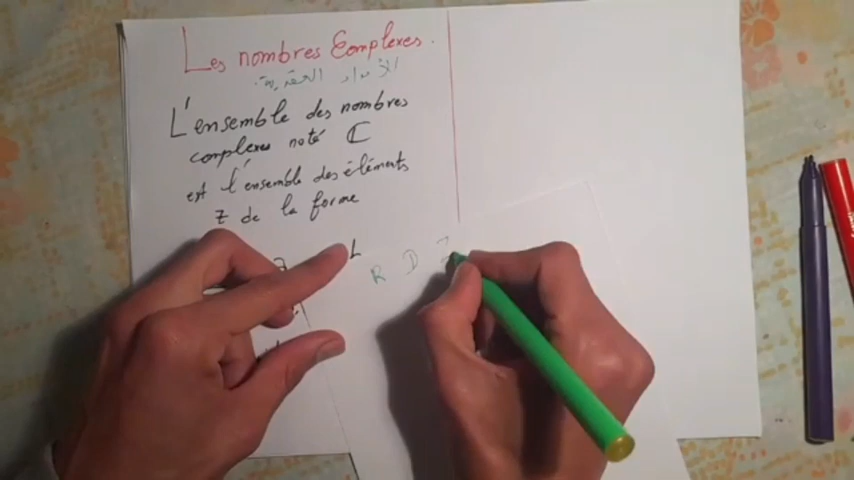 Les nombres Complexes.
الأعداد العقدية
L'ensemble des nombres
complexes noté ℂ
est l'ensemble des éléments
z de la forme
R D